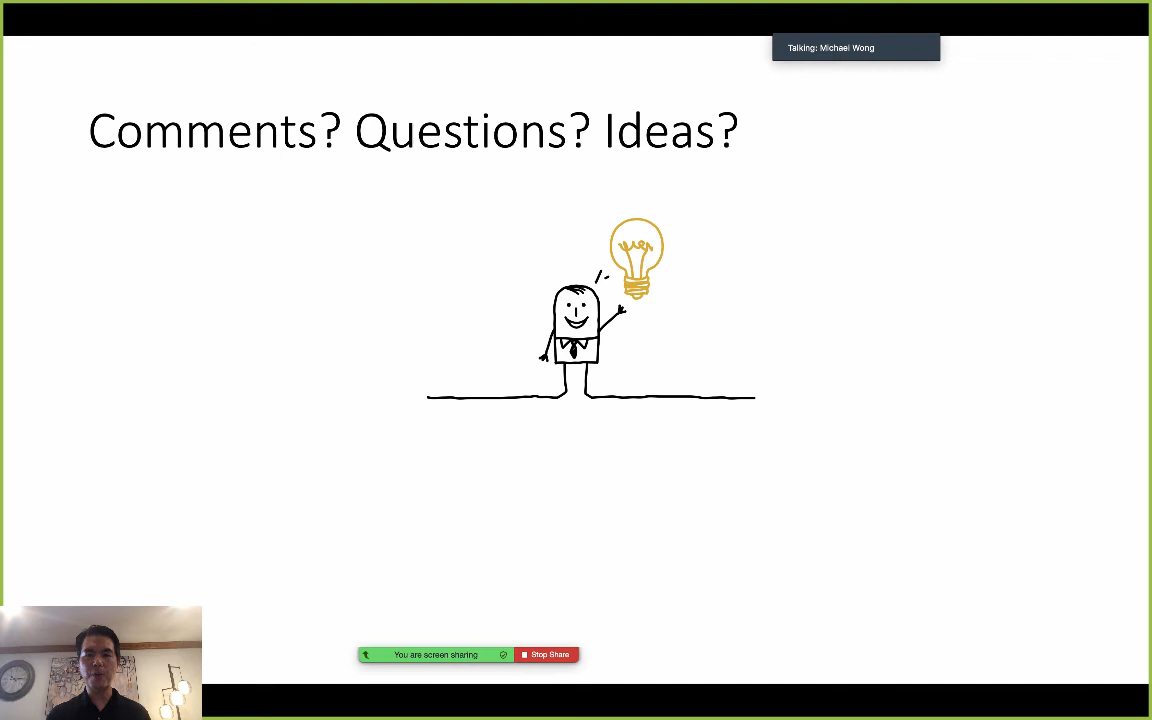 Talking: Michael Wong
Comments? Questions? Ideas?
You are screen sharing
Stop Share